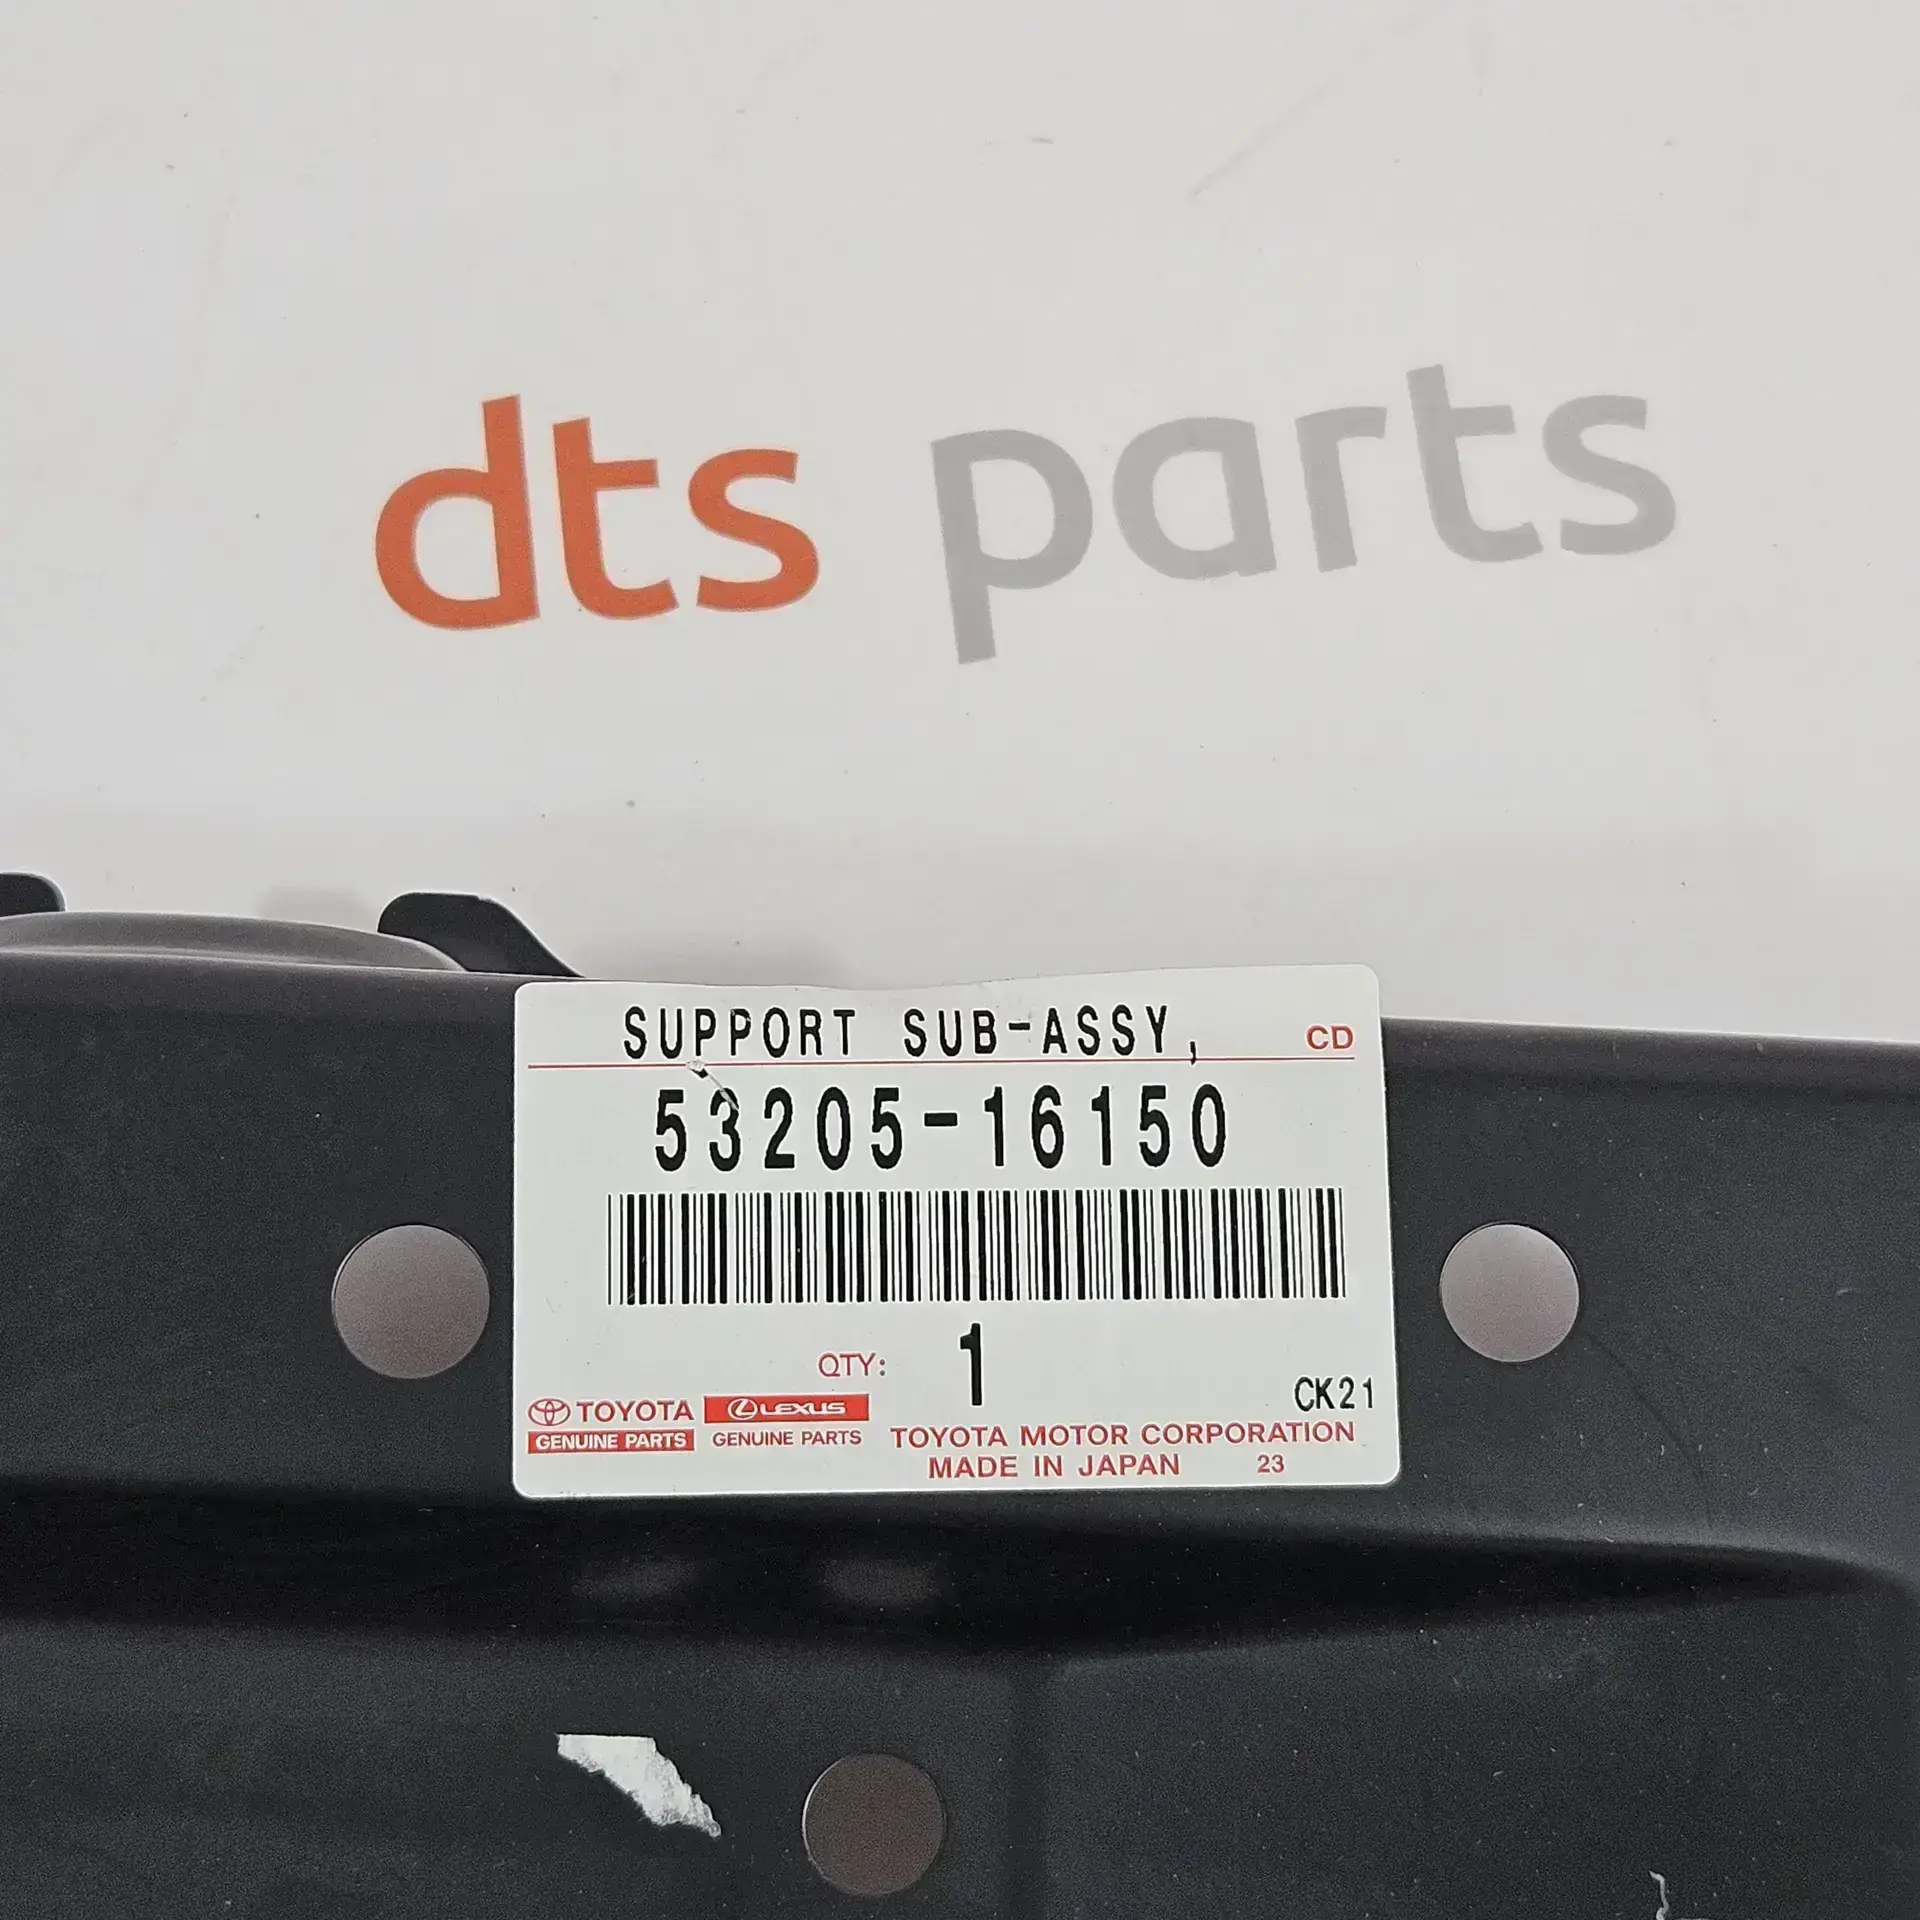 dts parts
SUPPORT SUB-ASSY, CD
53205-16150
QTY: 1
CK21
TOYOTA LEXUS
GENUINE PARTS GENUINE PARTS
TOYOTA MOTOR CORPORATION
MADE IN JAPAN 23